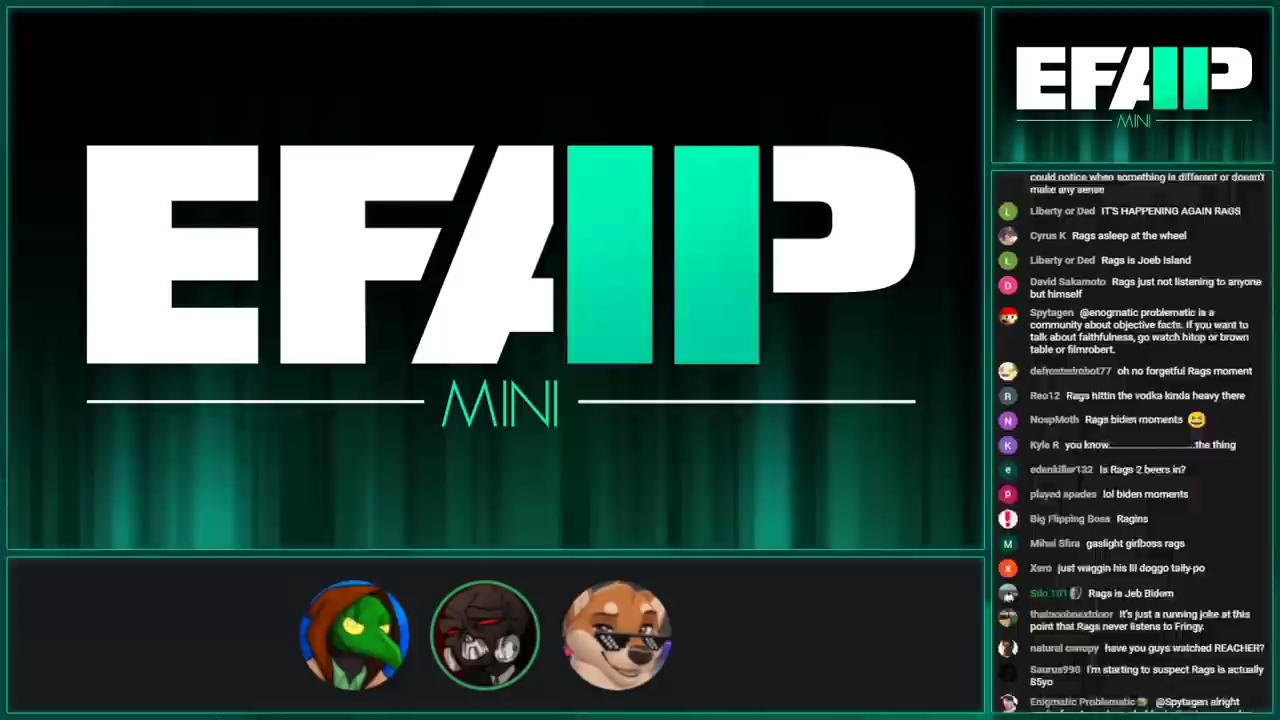 EFAP
MINI
EFAP
MINI
could notice when something is different or doesn't
make any sense
Liberty or Ded IT'S HAPPENING AGAIN RAGS
Cyrus K Rags asleep at the wheel
Liberty or Ded Rags is Joeb Island
David Sakamoto Rags just not listening to anyone
but himself
Spytagen @enogmatic problematic is a
community about objective facts. If you want to
talk about faithfulness, go watch hitop or brown
table or filmrobert.
defrostedrobot77 oh no forgetful Rags moment
Reo12 Rags hittin the vodka kinda heavy there
NospMoth Rags biden moments 😆
Kyle R you know....................the thing
edenkiller132 Is Rags 2 beers in?
played spades lol biden moments
Big Flipping Boss Ragins
Mihai Sfira gaslight girlboss rags
Xero just waggin his lil doggo taily-po
Silo 101 Rags is Jeb Bidem
It's just a running joke at this
point that Rags never listens to Fringy.
natural canopy have you guys watched REACHER?
Saurus990 I'm starting to suspect Rags is actually
85yo
Enigmatic Problematic @Spytagen alright